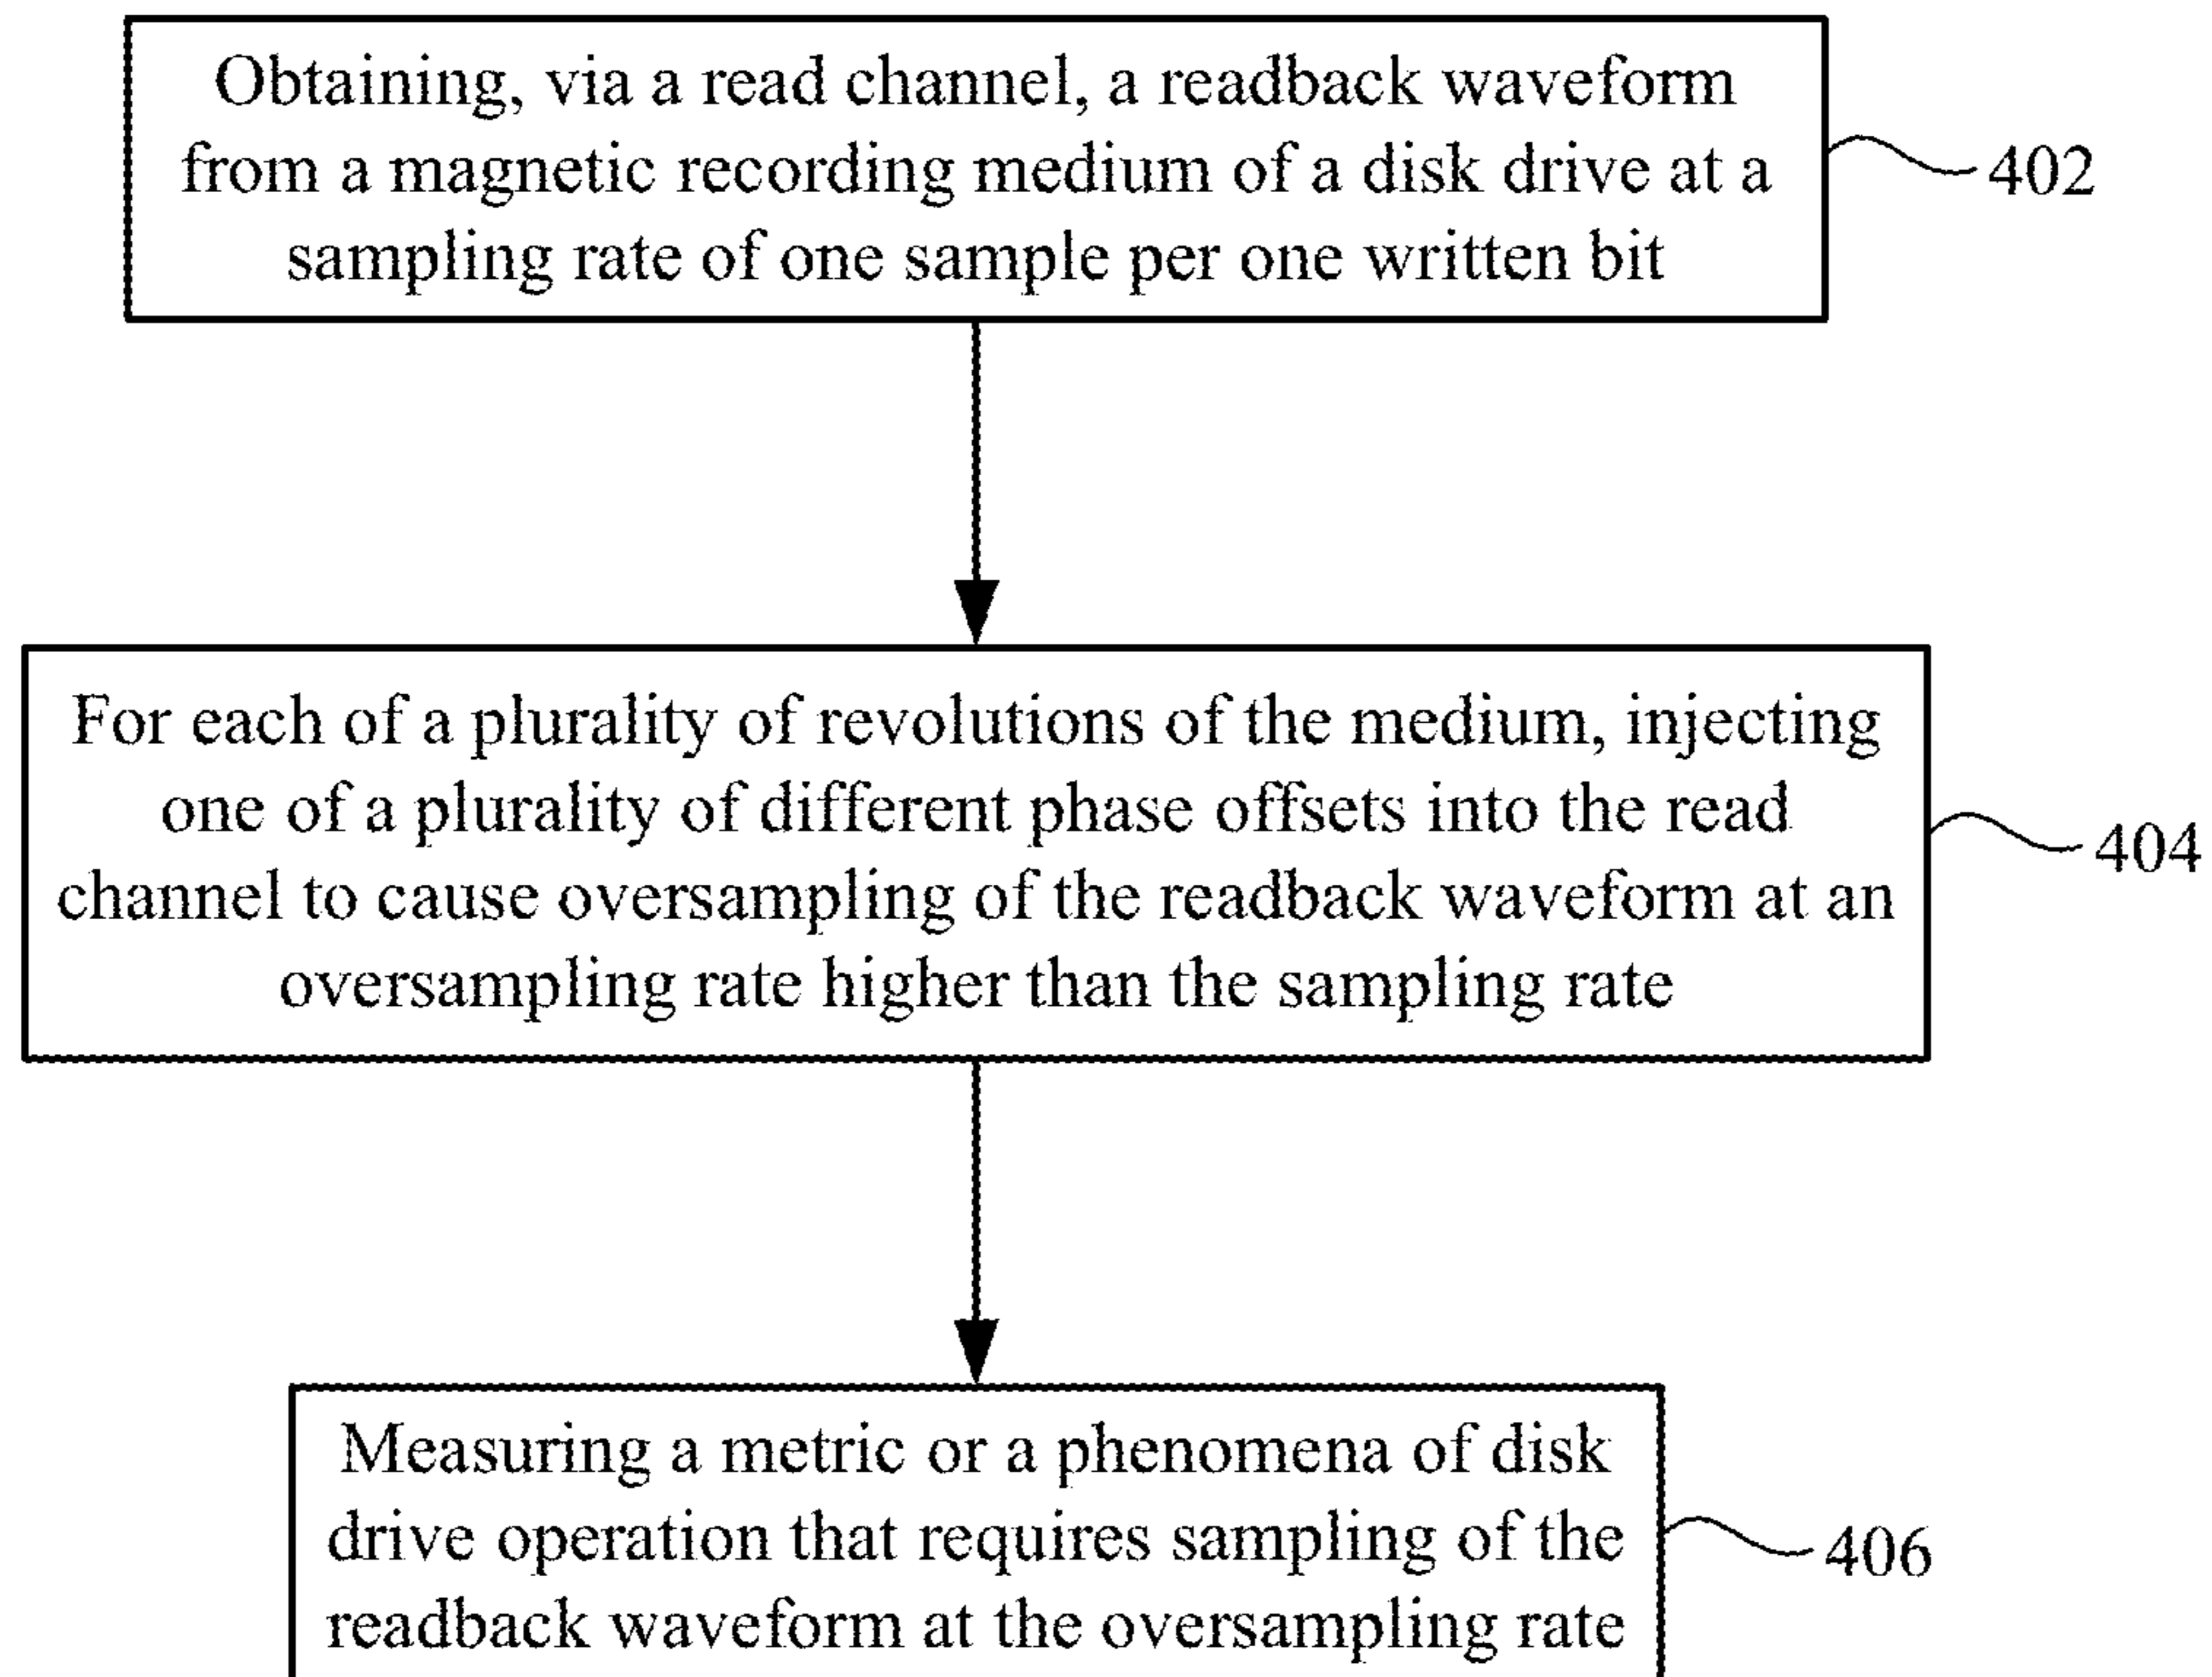 Obtaining, via a read channel, a readback waveform
from a magnetic recording medium of a disk drive at a
sampling rate of one sample per one written bit
402
For each of a plurality of revolutions of the medium, injecting
one of a plurality of different phase offsets into the read
channel to cause oversampling of the readback waveform at an
oversampling rate higher than the sampling rate
404
Measuring a metric or a phenomena of disk
drive operation that requires sampling of the
readback waveform at the oversampling rate
406